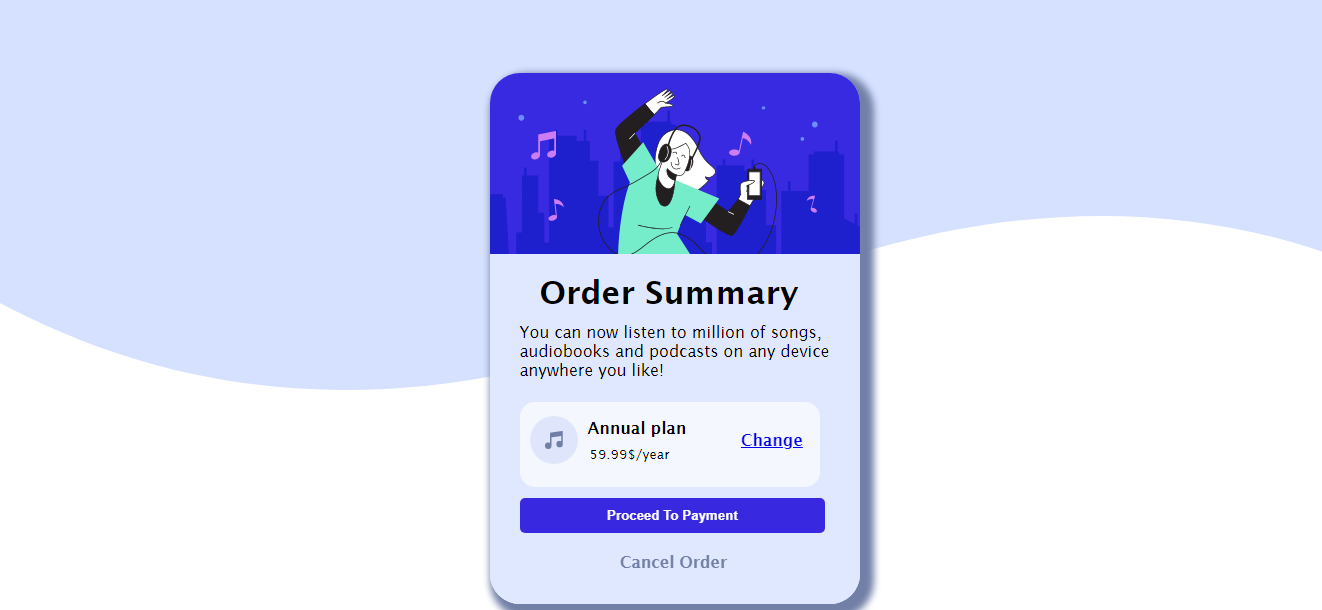 Order Summary
You can now listen to million of songs,
audiobooks and podcasts on any device
anywhere you like!
Annual plan
59.99$/year
Change
Proceed To Payment
Cancel Order